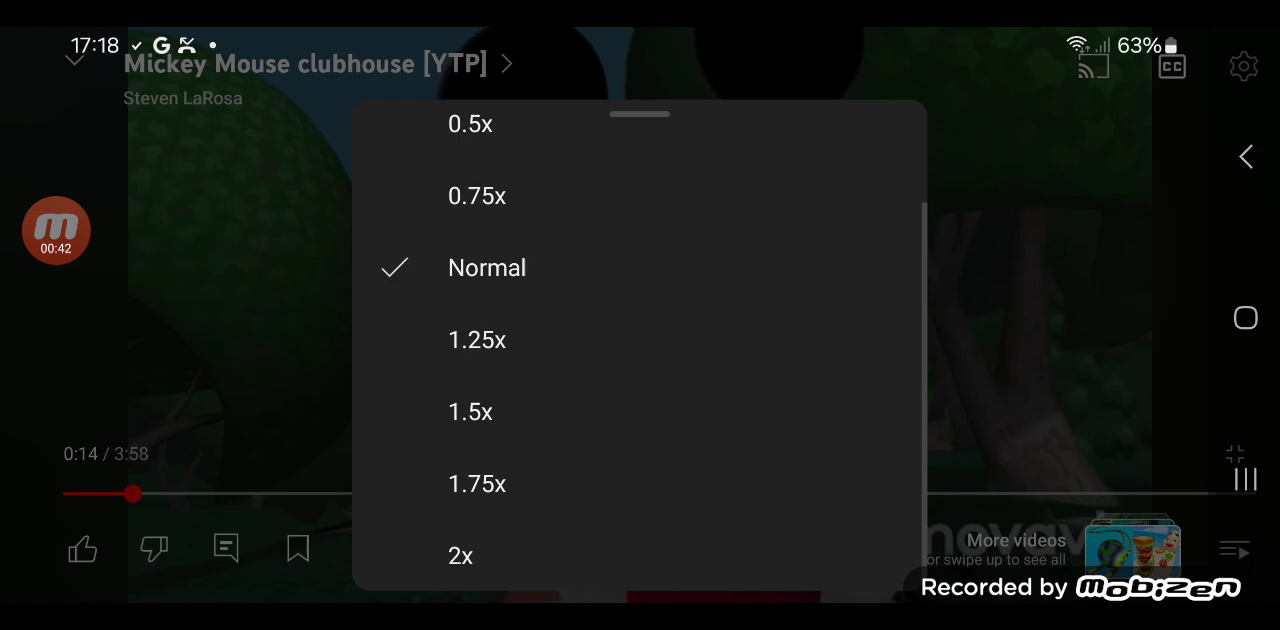 17:18
63%
Mickey Mouse clubhouse [YTP]
CC
Steven LaRosa
0.5x
0.75x
00:42
Normal
1.25x
1.5x
0:14 / 3:58
1.75x
More videos
or swipe up to see all
2x
Recorded by mobizen